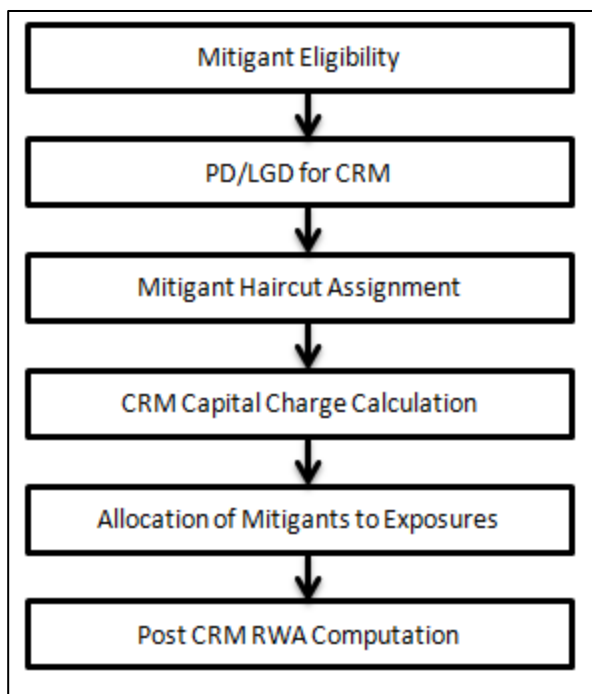 Mitigant Eligibility
PD/LGD for CRM
Mitigant Haircut Assignment
CRM Capital Charge Calculation
Allocation of Mitigants to Exposures
Post CRM RWA Computation